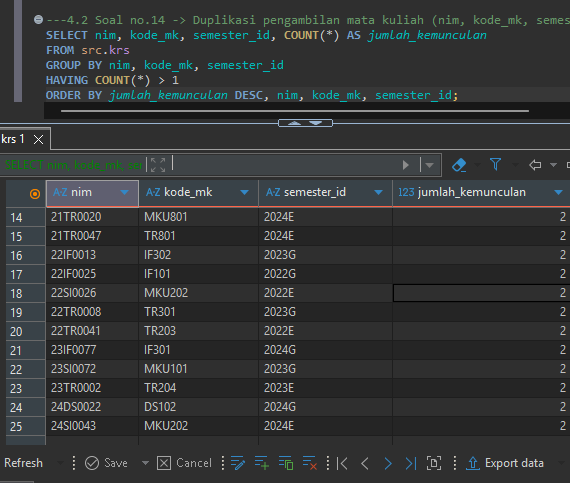 ---4.2 Soal no.14 -> Duplikasi pengambilan mata kuliah (nim, kode_mk, semes
SELECT nim, kode_mk, semester_id, COUNT(*) AS jumlah_kemunculan
FROM src.krs
GROUP BY nim, kode_mk, semester_id
HAVING COUNT(*) > 1
ORDER BY jumlah_kemunculan DESC, nim, kode_mk, semester_id;
krs 1
SELECT nim, kode_mk, se
A-Z nim A-Z kode_mk A-Z semester_id 123 jumlah_kemunculan
14 21TR0020 MKU801 2024E 2
15 21TR0047 TR801 2024E 2
16 22IF0013 IF302 2023G 2
17 22IF0025 IF101 2022G 2
18 22SI0026 MKU202 2022E 2
19 22TR0008 TR301 2023G 2
20 22TR0041 TR203 2022E 2
21 23IF0077 IF301 2024G 2
22 23SI0072 MKU101 2023G 2
23 23TR0002 TR204 2023E 2
24 24DS0022 DS102 2024G 2
25 24SI0043 MKU202 2024E 2
Refresh Save Cancel Export data